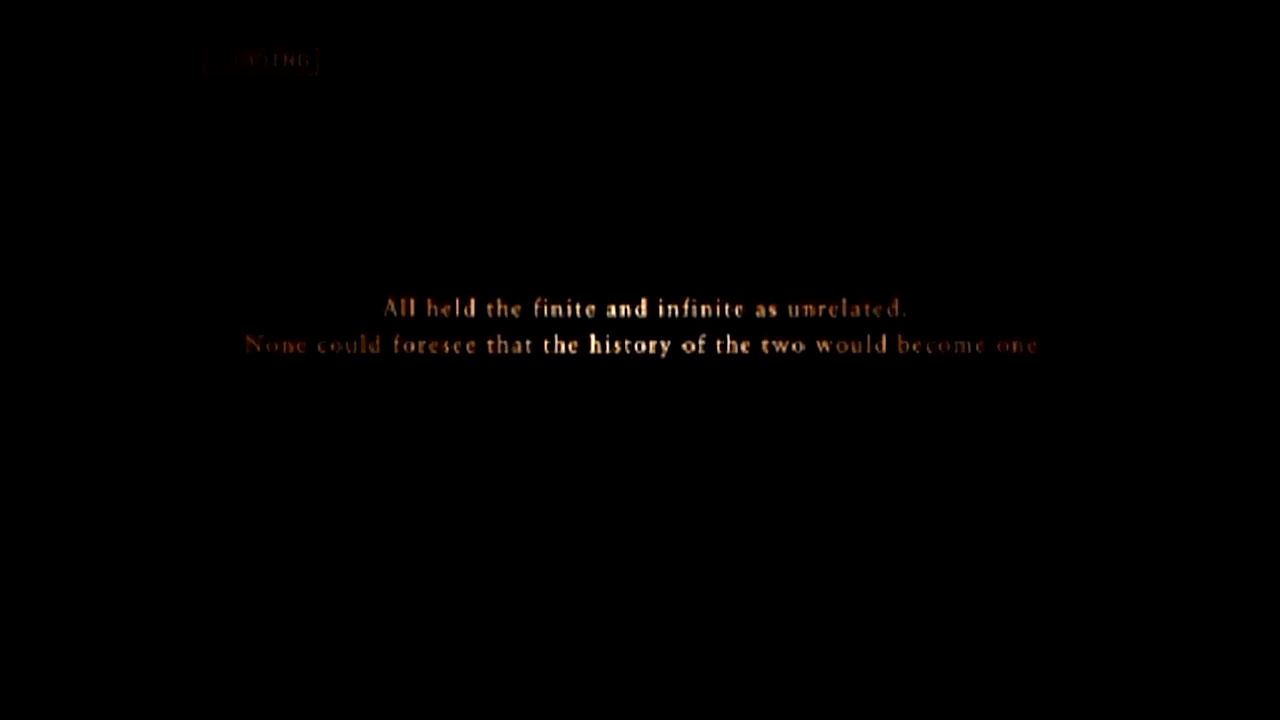 All held the finite and infinite as unrelated.
None could foresee that the history of the two would become one